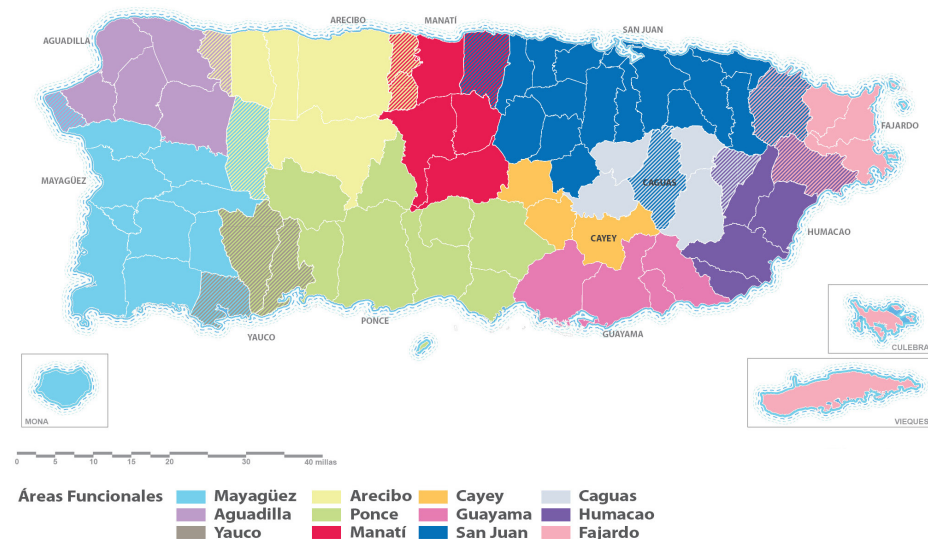 ARECIBO
MANATÍ
SAN JUAN
AGUADILLA
FAJARDO
MAYAGÜEZ
CAGUAS
HUMACAO
CAYEY
PONCE
YAUCO
GUAYAMA
CULEBRA
MONA
VIEQUES
0 5 10 15 20 30 40 millas
Áreas Funcionales Mayagüez Arecibo Cayey Caguas
Aguadilla Ponce Guayama Humacao
Yauco Manatí San Juan Fajardo